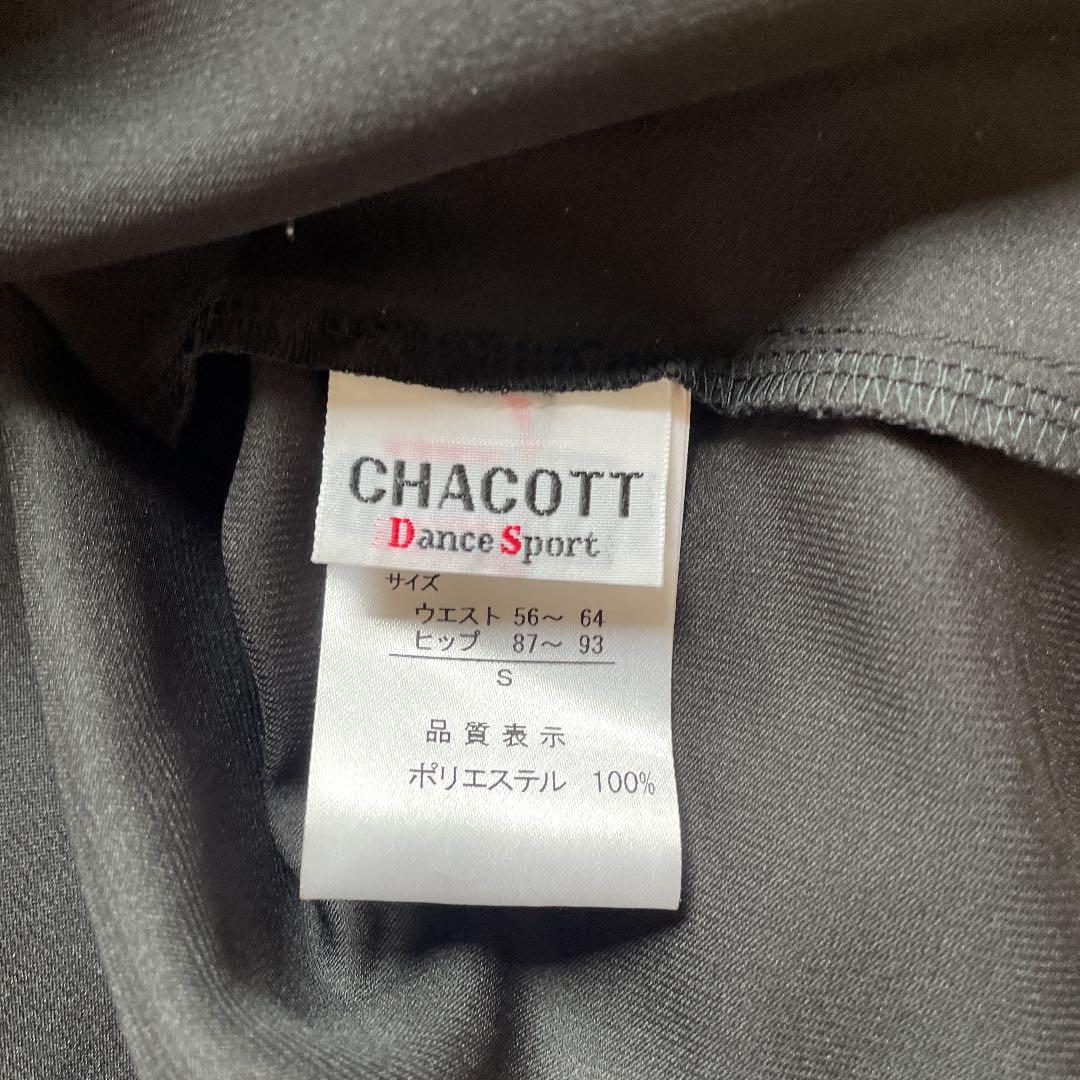 CHACOTT
Dance Sport
サイズ
ウエスト 56〜 64
ヒップ 87〜 93
S
品質表示
ポリエステル 100%